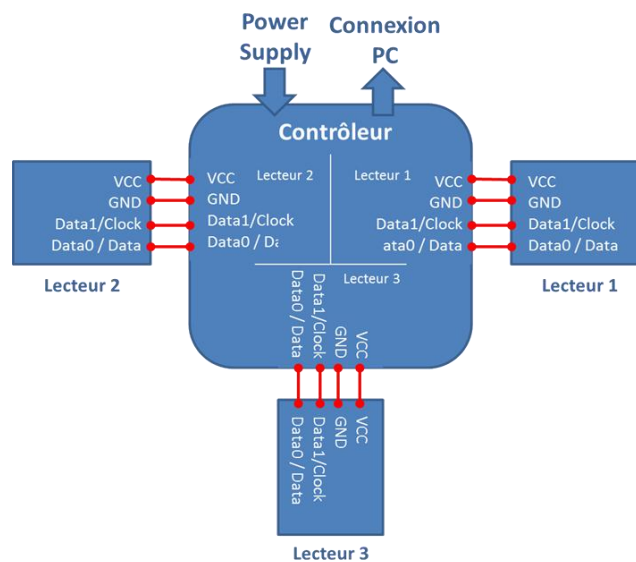 Power
Supply
Connexion
PC
Contrôleur
VCC
GND
Data1/Clock
Data0 / Data
Lecteur 2
VCC
GND
Data1/Clock
Data0 / Da
Lecteur 2
Lecteur 1
VCC
GND
Data1/Clock
ata0 / Data
VCC
GND
Data1/Clock
Data0 / Data
Lecteur 1
Lecteur 3
Data0 / Data
Data1/Clock
GND
VCC
Data0 / Data
Data1/Clock
GND
VCC
Lecteur 3